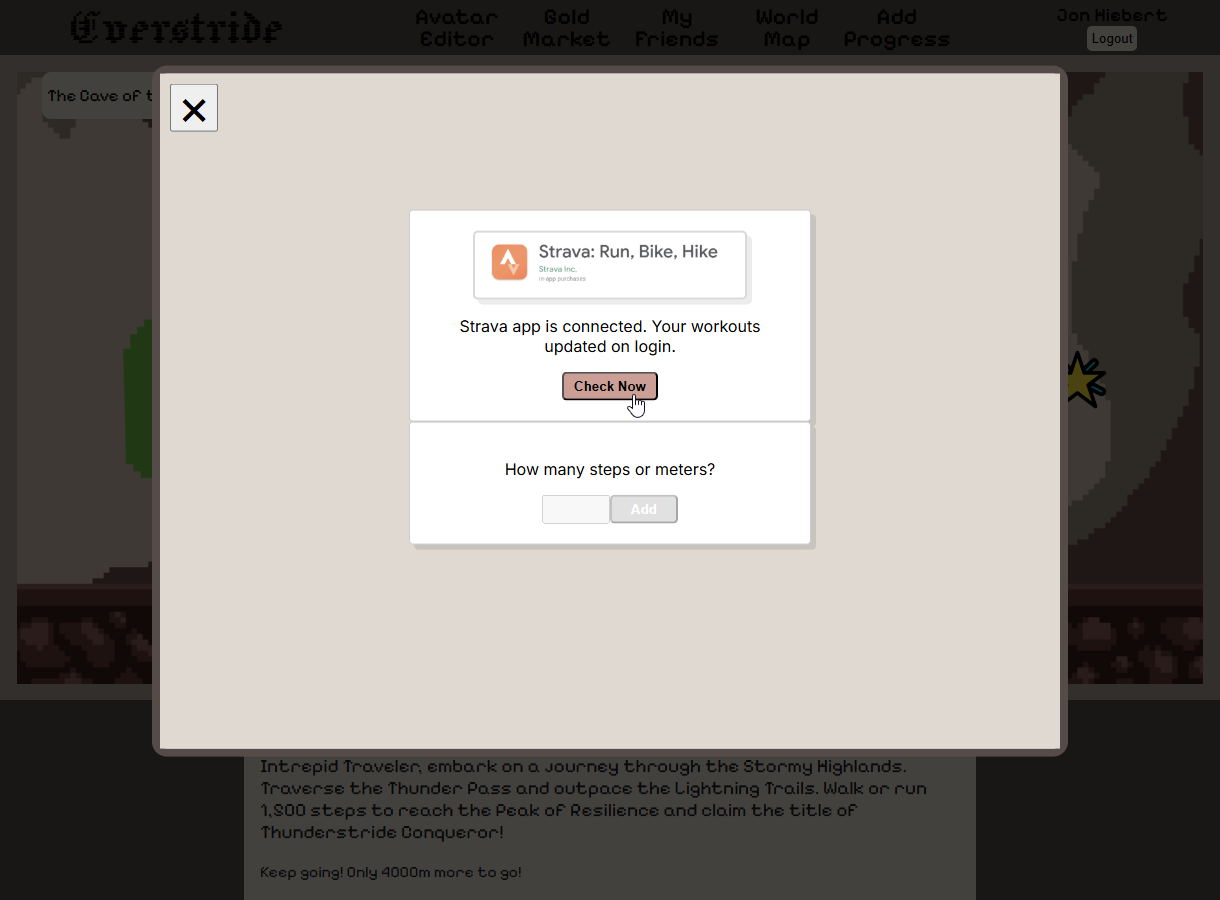 Everstride
Avatar
Editor
Gold
Market
My
Friends
World
Map
Add
Progress
Jon Hiebert
Logout
The Cave of t
Strava: Run, Bike, Hike
Strava Inc.
in-app purchases
Strava app is connected. Your workouts
updated on login.
Check Now
How many steps or meters?
Add
Intrepid Traveler, embark on a journey through the Stormy Highlands.
Traverse the Thunder Pass and outpace the Lightning Trails. Walk or run
1,800 steps to reach the Peak of Resilience and claim the title of
Thunderstride Conqueror!
Keep going! Only 4000m more to go!